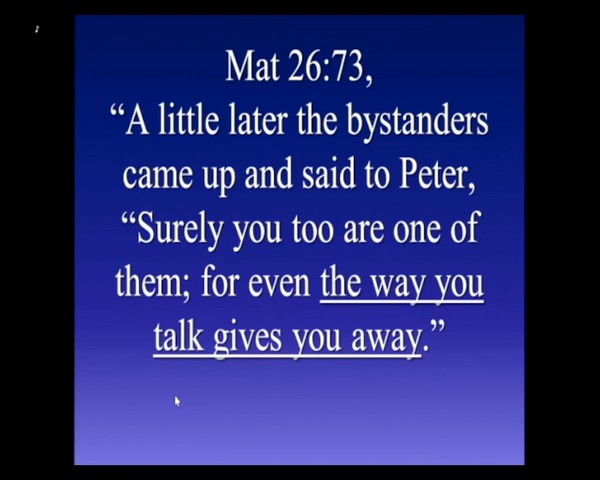 Mat 26:73,
“A little later the bystanders
came up and said to Peter,
“Surely you too are one of
them; for even the way you
talk gives you away.”